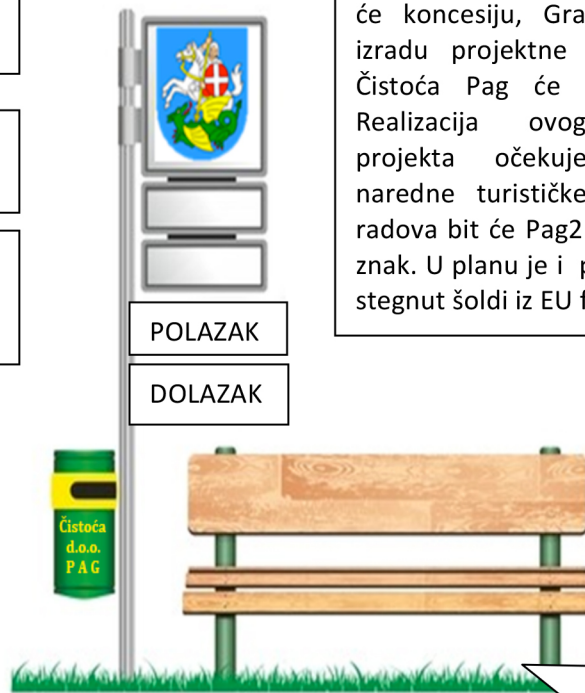 će koncesiju, Gra
izradu projektne
Čistoća Pag će
Realizacija ovog
projekta očekuje
naredne turističke
radova bit će Pag2
znak. U planu je i p
stegnut šoldi iz EU f
POLAZAK
DOLAZAK
Čistoća
d.o.o.
P A G